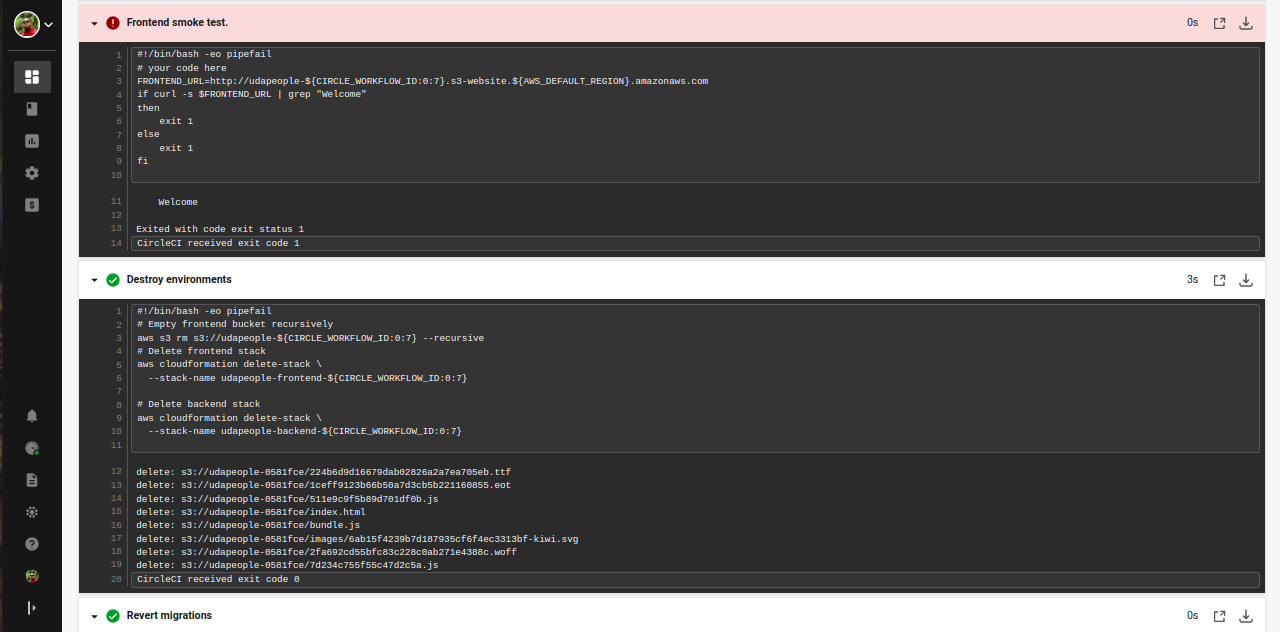 Frontend smoke test.
0s
1 #!/bin/bash -eo pipefail
2 # your code here
3 FRONTEND_URL=http://udapeople-${CIRCLE_WORKFLOW_ID:0:7}.s3-website.${AWS_DEFAULT_REGION}.amazonaws.com
4 if curl -s $FRONTEND_URL | grep "Welcome"
5 then
6     exit 1
7 else
8     exit 1
9 fi
10
11     Welcome
12
13 Exited with code exit status 1
14 CircleCI received exit code 1
Destroy environments
3s
1 #!/bin/bash -eo pipefail
2 # Empty frontend bucket recursively
3 aws s3 rm s3://udapeople-${CIRCLE_WORKFLOW_ID:0:7} --recursive
4 # Delete frontend stack
5 aws cloudformation delete-stack \
6   --stack-name udapeople-frontend-${CIRCLE_WORKFLOW_ID:0:7}
7
8 # Delete backend stack
9 aws cloudformation delete-stack \
10   --stack-name udapeople-backend-${CIRCLE_WORKFLOW_ID:0:7}
11
12 delete: s3://udapeople-0581fce/224b6d9d16679dab02826a2a7ea705eb.ttf
13 delete: s3://udapeople-0581fce/1ceff9123b66b50a7d3cb5b221160855.eot
14 delete: s3://udapeople-0581fce/511e9c9f5b89d701df0b.js
15 delete: s3://udapeople-0581fce/index.html
16 delete: s3://udapeople-0581fce/bundle.js
17 delete: s3://udapeople-0581fce/images/6ab15f4239b7d187935cf6f4ec3313bf-kiwi.svg
18 delete: s3://udapeople-0581fce/2fa692cd55bfc83c228c0ab271e4388c.woff
19 delete: s3://udapeople-0581fce/7d234c755f55c47d2c5a.js
20 CircleCI received exit code 0
Revert migrations
0s